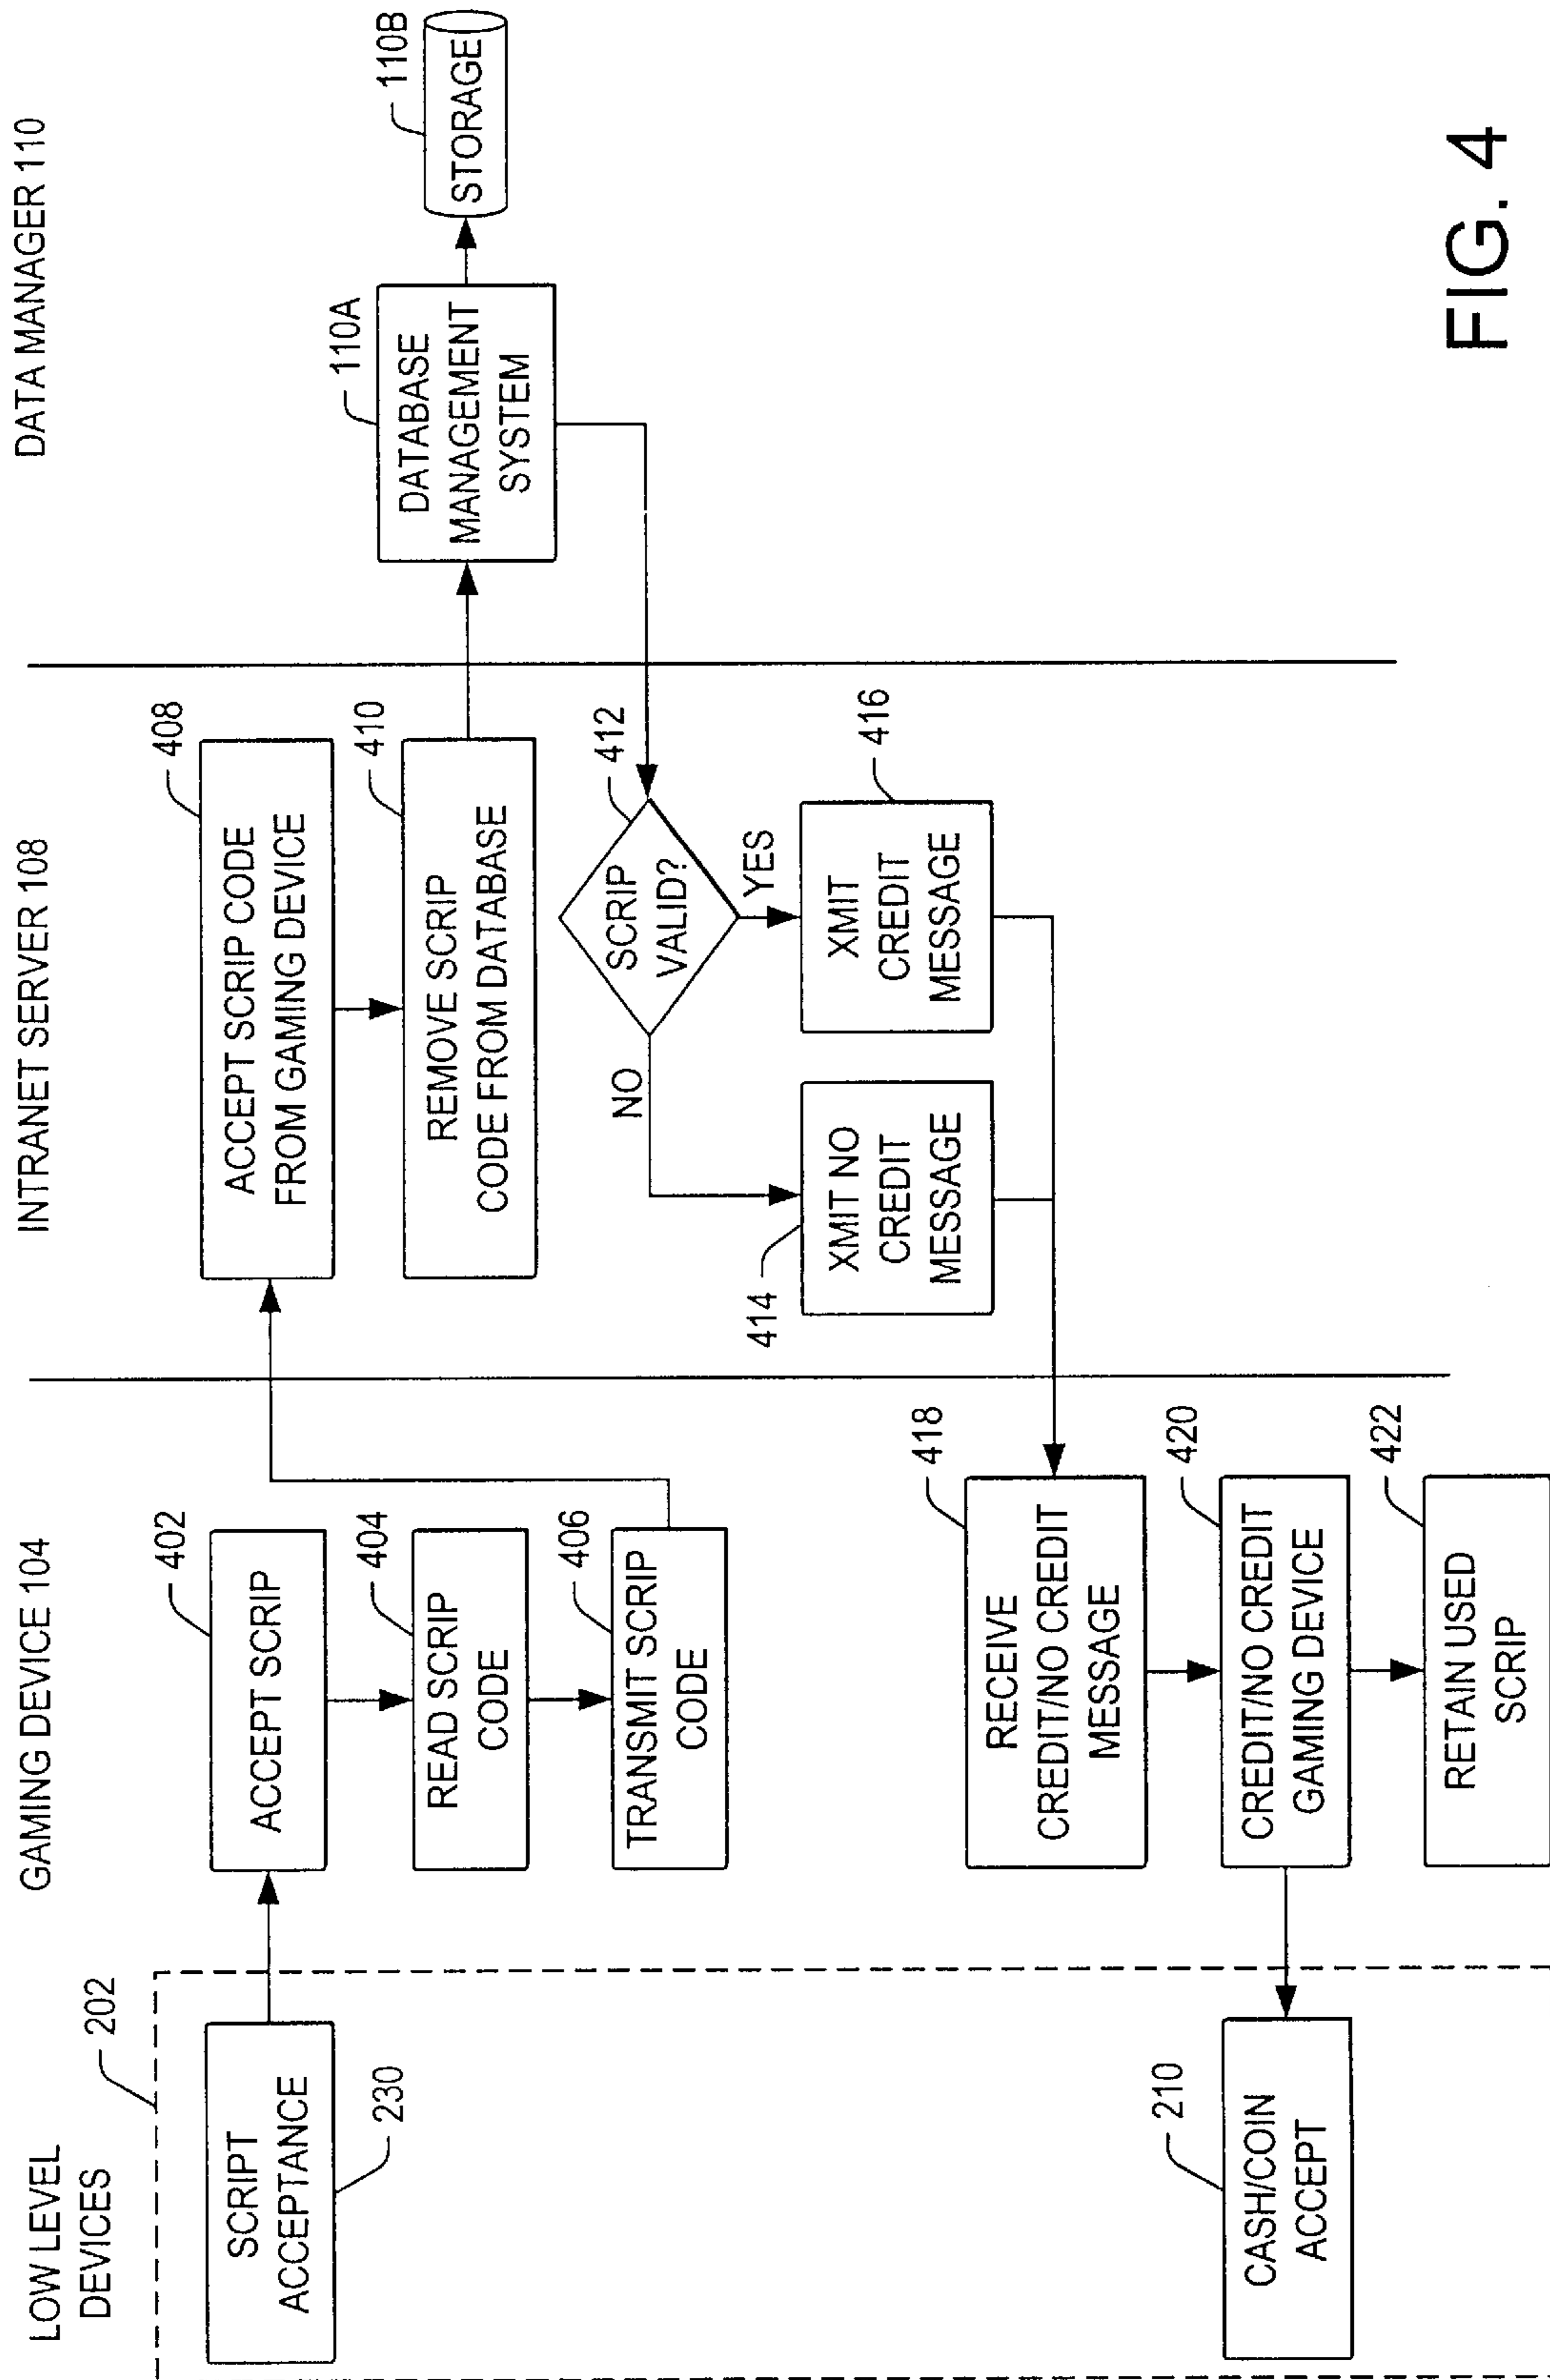 LOW LEVEL
DEVICES
202
SCRIPT
ACCEPTANCE
230
CASH/COIN
ACCEPT
210
GAMING DEVICE 104
402
ACCEPT SCRIP
404
READ SCRIP
CODE
406
TRANSMIT SCRIP
CODE
418
RECEIVE
CREDIT/NO CREDIT
MESSAGE
420
CREDIT/NO CREDIT
GAMING DEVICE
422
RETAIN USED
SCRIP
INTRANET SERVER 108
408
ACCEPT SCRIP CODE
FROM GAMING DEVICE
410
REMOVE SCRIP
CODE FROM DATABASE
412
SCRIP
VALID?
NO
YES
414
XMIT NO
CREDIT
MESSAGE
416
XMIT
CREDIT
MESSAGE
DATA MANAGER 110
110A
DATABASE
MANAGEMENT
SYSTEM
110B
STORAGE
FIG. 4